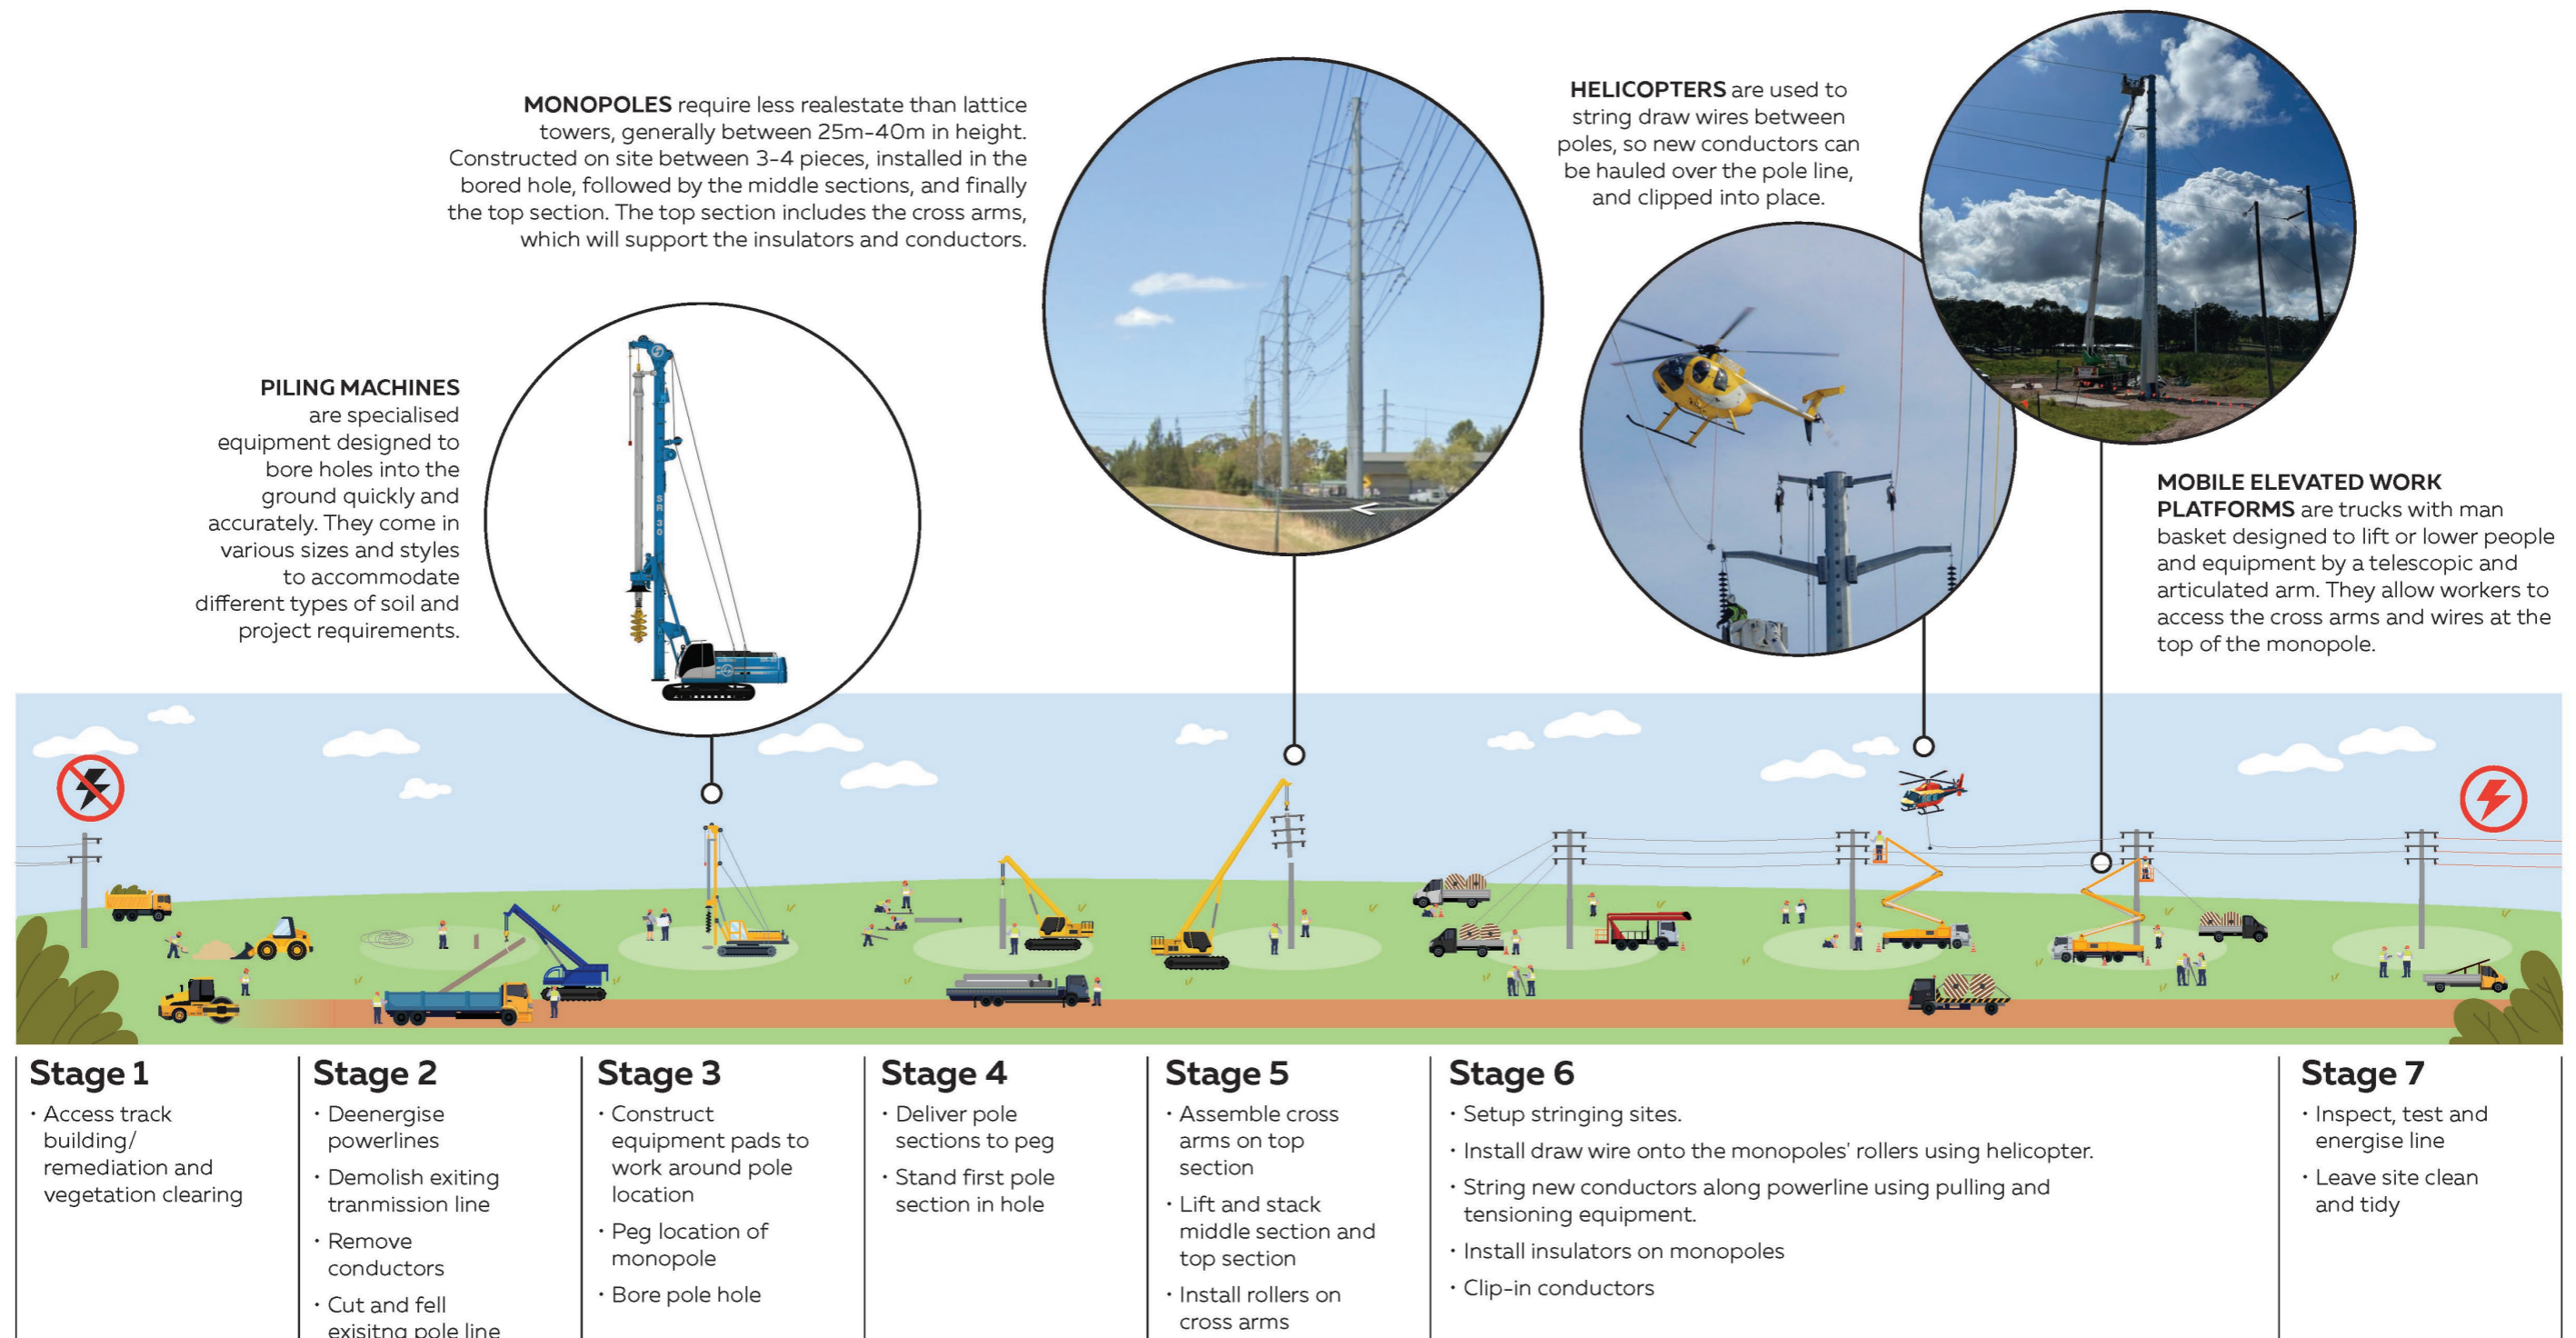 MONOPOLES require less realestate than lattice
towers, generally between 25m-40m in height.
Constructed on site between 3-4 pieces, installed in the
bored hole, followed by the middle sections, and finally
the top section. The top section includes the cross arms,
which will support the insulators and conductors.
HELICOPTERS are used to
string draw wires between
poles, so new conductors can
be hauled over the pole line,
and clipped into place.
PILING MACHINES
are specialised
equipment designed to
bore holes into the
ground quickly and
accurately. They come in
various sizes and styles
to accommodate
different types of soil and
project requirements.
SR 30
MOBILE ELEVATED WORK
PLATFORMS are trucks with man
basket designed to lift or lower people
and equipment by a telescopic and
articulated arm. They allow workers to
access the cross arms and wires at the
top of the monopole.
Stage 1
· Access track
building/
remediation and
vegetation clearing
Stage 2
· Deenergise
powerlines
· Demolish exiting
tranmission line
· Remove
conductors
· Cut and fell
exisitng pole line
Stage 3
· Construct
equipment pads to
work around pole
location
· Peg location of
monopole
· Bore pole hole
Stage 4
· Deliver pole
sections to peg
· Stand first pole
section in hole
Stage 5
· Assemble cross
arms on top
section
· Lift and stack
middle section and
top section
· Install rollers on
cross arms
Stage 6
· Setup stringing sites.
· Install draw wire onto the monopoles' rollers using helicopter.
· String new conductors along powerline using pulling and
tensioning equipment.
· Install insulators on monopoles
· Clip-in conductors
Stage 7
· Inspect, test and
energise line
· Leave site clean
and tidy